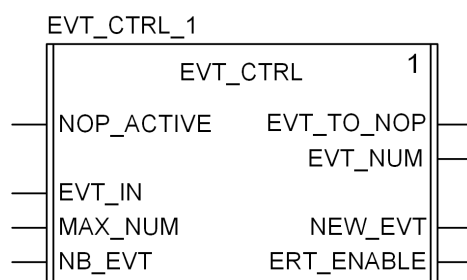 EVT_CTRL_1
EVT_CTRL 1
NOP_ACTIVE EVT_TO_NOP
EVT_NUM
EVT_IN
MAX_NUM NEW_EVT
NB_EVT ERT_ENABLE